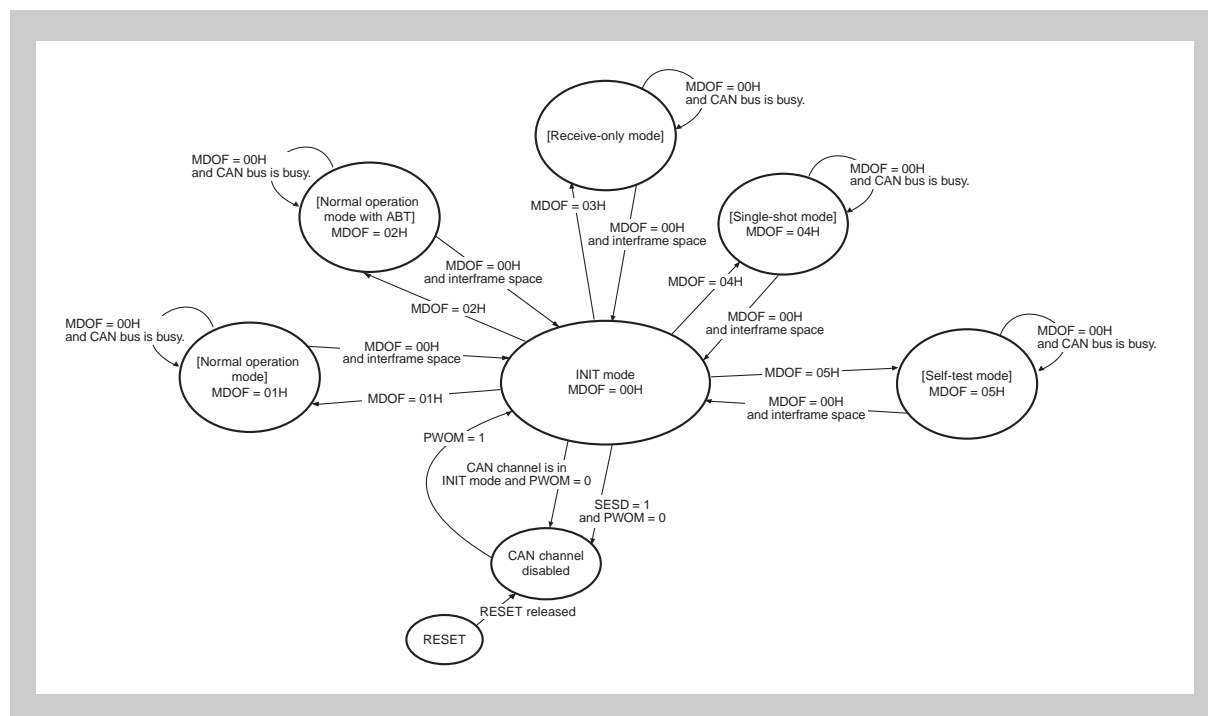 MDOF = 00H
and CAN bus is busy.
[Receive-only mode]
MDOF = 00H
and CAN bus is busy.
[Normal operation
mode with ABT]
MDOF = 02H
MDOF = 00H
and CAN bus is busy.
[Single-shot mode]
MDOF = 04H
MDOF = 03H
MDOF = 00H
and interframe space
MDOF = 00H
and interframe space
MDOF = 04H
MDOF = 02H
MDOF = 00H
and interframe space
MDOF = 00H
and CAN bus is busy.
[Normal operation
mode]
MDOF = 01H
MDOF = 00H
and interframe space
MDOF = 01H
INIT mode
MDOF = 00H
MDOF = 05H
MDOF = 00H
and interframe space
[Self-test mode]
MDOF = 05H
MDOF = 00H
and CAN bus is busy.
PWOM = 1
CAN channel is in
INIT mode and PWOM = 0
SESD = 1
and PWOM = 0
CAN channel
disabled
RESET released
RESET